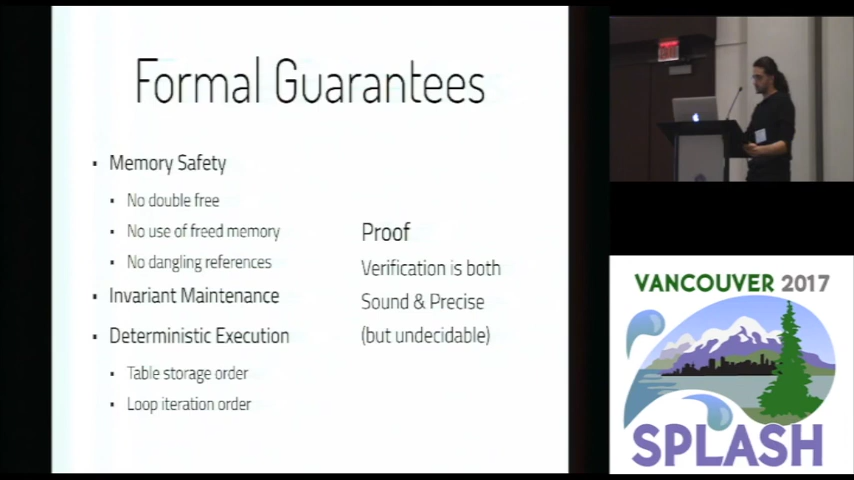 Formal Guarantees
▪ Memory Safety
▪ No double free
▪ No use of freed memory
▪ No dangling references
▪ Invariant Maintenance
▪ Deterministic Execution
▪ Table storage order
▪ Loop iteration order
Proof
Verification is both
Sound & Precise
(but undecidable)
VANCOUVER 2017
SPLASH